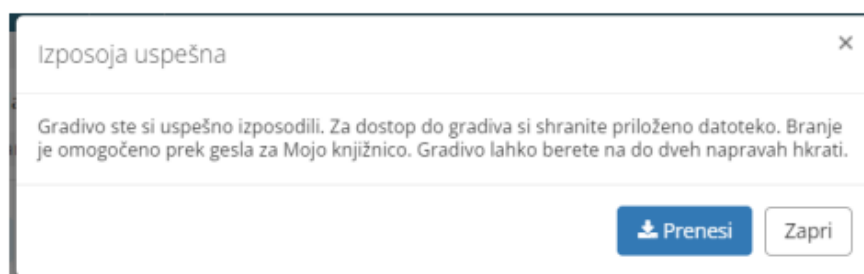 Izposoja uspešna
×
Gradivo ste si uspešno izposodili. Za dostop do gradiva si shranite priloženo datoteko. Branje
je omogočeno prek gesla za Mojo knjižnico. Gradivo lahko berete na do dveh napravah hkrati.
Prenesi
Zapri